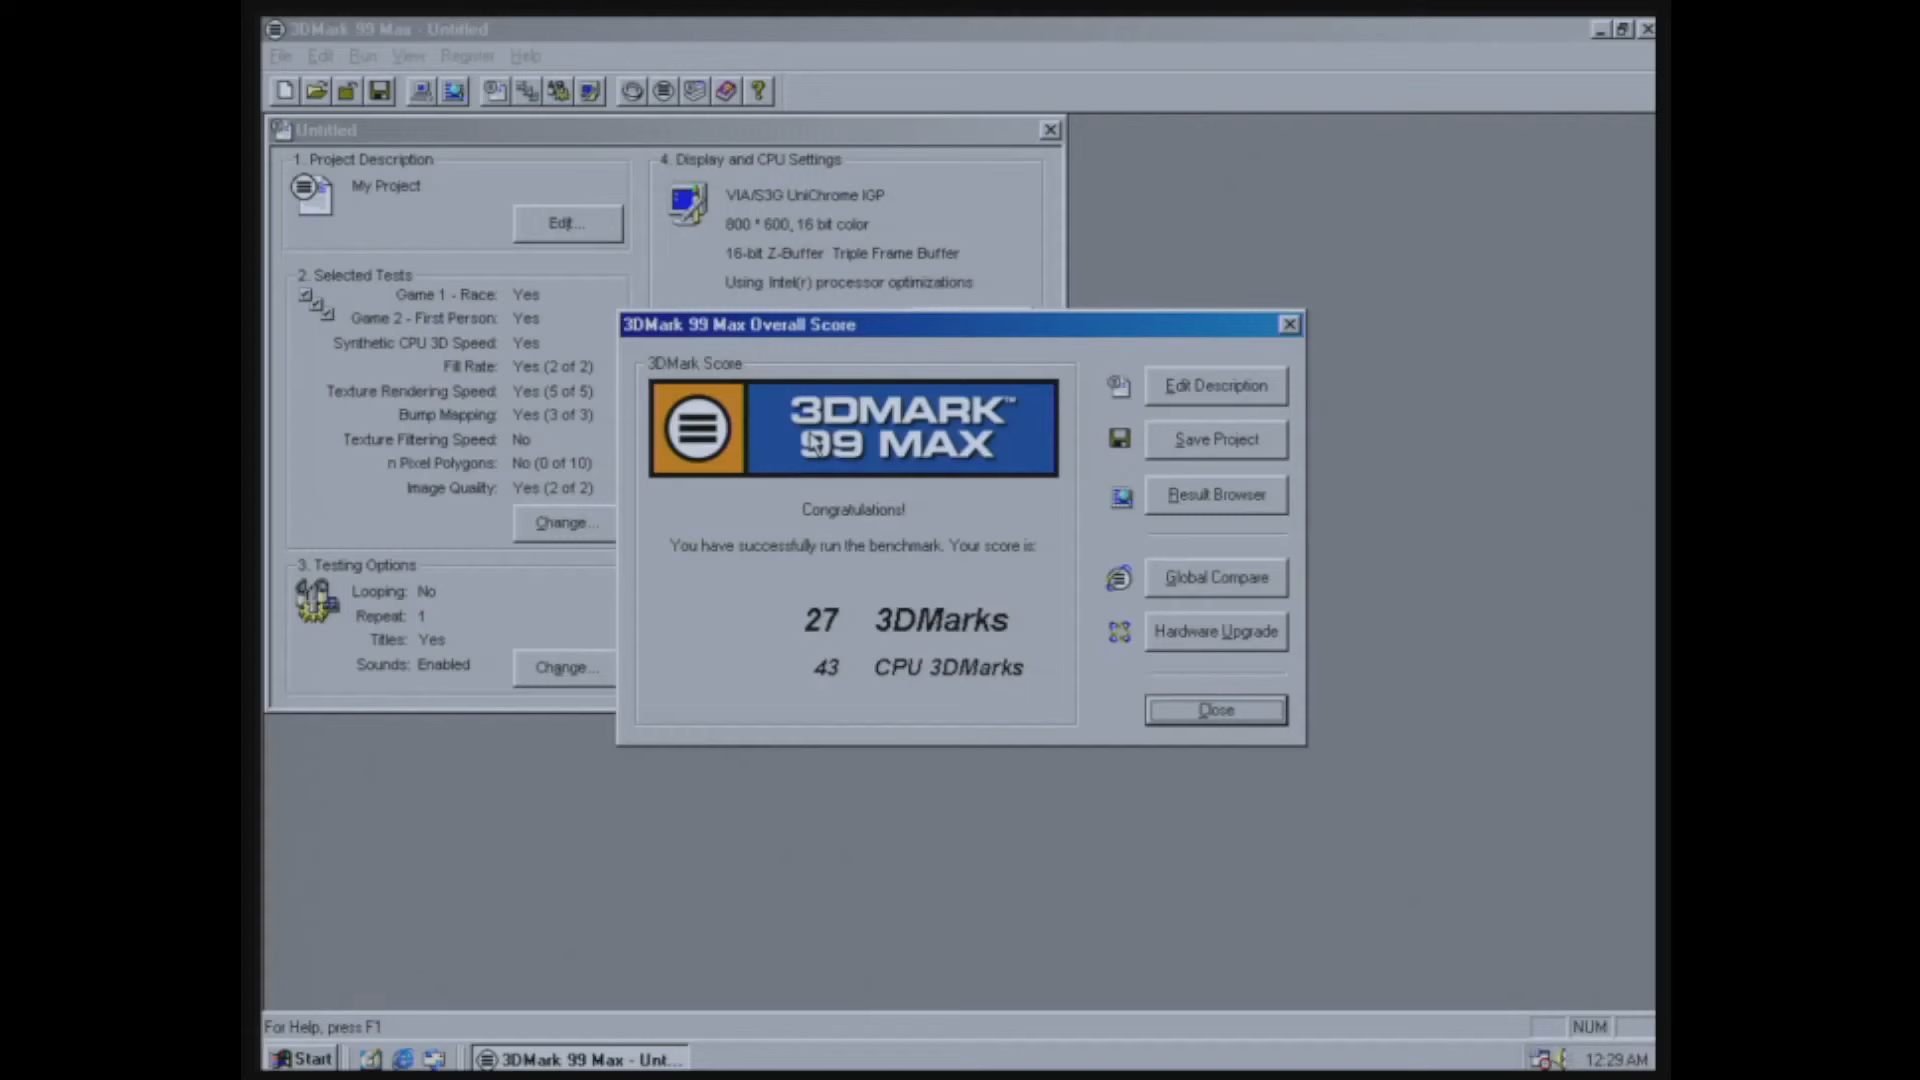 3DMark 99 Max - Untitled
File Edit Run View Register Help
Untitled
1. Project Description
My Project
Edit...
2. Selected Tests
Game 1 - Race: Yes
Game 2 - First Person: Yes
Synthetic CPU 3D Speed: Yes
Fill Rate: Yes (2 of 2)
Texture Rendering Speed: Yes (5 of 5)
Bump Mapping: Yes (3 of 3)
Texture Filtering Speed: No
n Pixel Polygons: No (0 of 10)
Image Quality: Yes (2 of 2)
Change...
3. Testing Options
Looping: No
Repeat: 1
Titles: Yes
Sounds: Enabled
Change...
4. Display and CPU Settings
VIA/S3G UniChrome IGP
800 * 600, 16 bit color
16-bit Z-Buffer Triple Frame Buffer
Using Intel(r) processor optimizations
3DMark 99 Max Overall Score
3DMark Score
3DMARK™
99 MAX
Congratulations!
You have successfully run the benchmark. Your score is:
27 3DMarks
43 CPU 3DMarks
Edit Description
Save Project
Result Browser
Global Compare
Hardware Upgrade
Close
For Help, press F1
NUM
Start
3DMark 99 Max - Unt...
12:29 AM